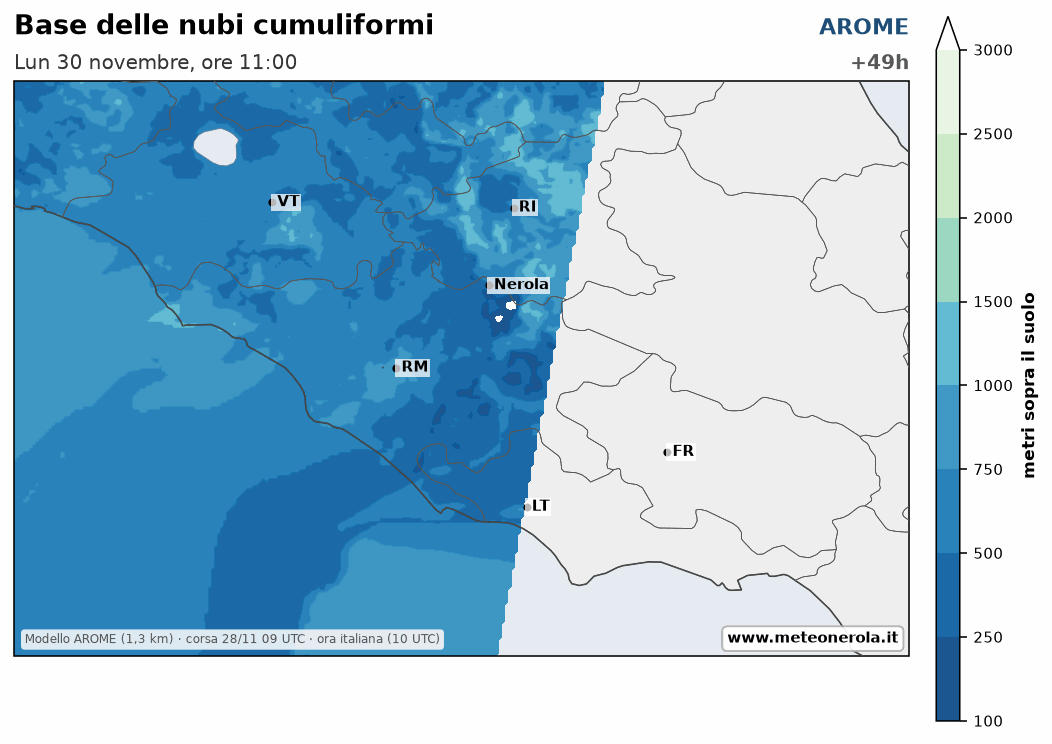 Base delle nubi cumuliformi
AROME
Lun 30 novembre, ore 11:00
+49h
3000
2500
2000
1500
1000
750
500
250
100
metri sopra il suolo
VT
RI
Nerola
RM
FR
LT
Modello AROME (1,3 km) · corsa 28/11 09 UTC · ora italiana (10 UTC)
www.meteonerola.it